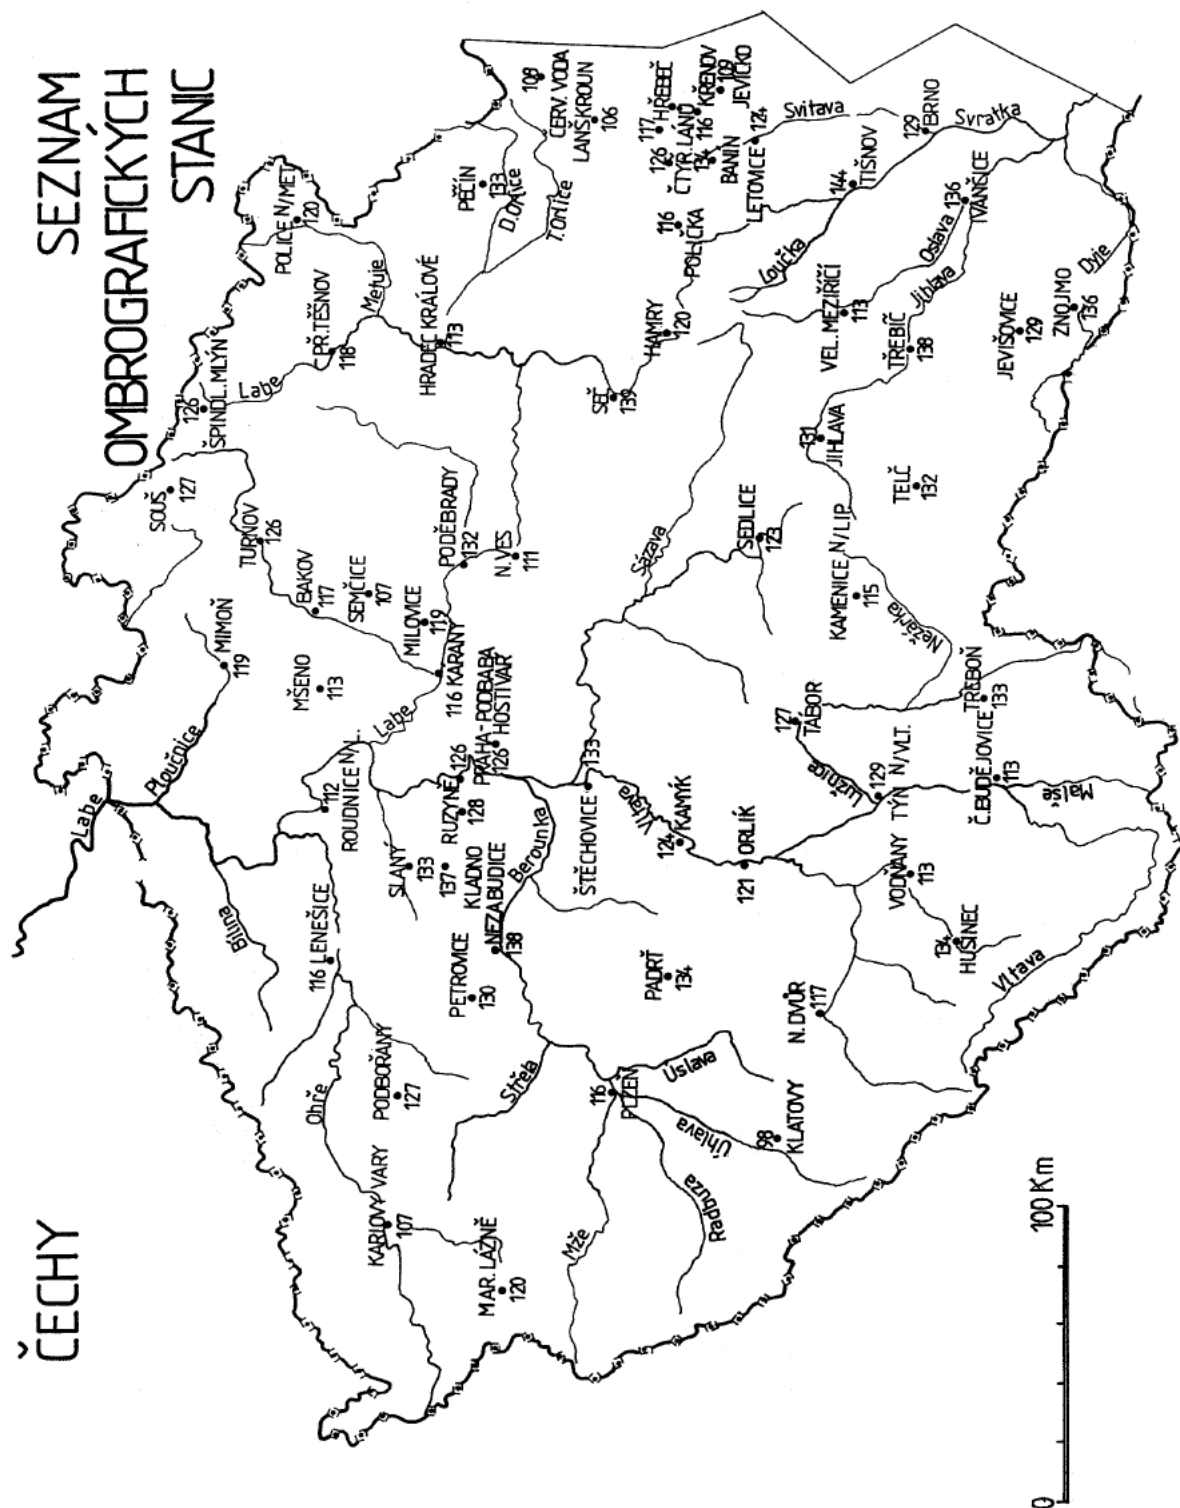 ČECHY
SEZNAM
OMBROGRAFICKÝCH
STANIC
SOUŠ
127
126
ŠPINDL. MLÝN
POLICE N/MET
120
PŘ. TĚŠNOV
118
Metuje
Labe
TURNOV
126
MIMOŇ
119
Ploučnice
Labe
BAKOV
117
MŠENO
113
SEMČICE
107
MILOVICE
119
PODĚBRADY
132
N. VES
111
HRADEC KRÁLOVÉ
113
PĚČÍN
133
D. Orlice
T. Orlice
108
ČERV. VODA
LANŠKROUN
106
116 KÁRANÝ
Labe
ROUDNICE N/L.
112
Bílina
116 LENEŠICE
SLANÝ
133
137
KLADNO
RUZYNĚ
128
126
PRAHA - PODBABA
126
HOSTIVAŘ
NEZABUDICE
138
PETROVICE
130
Berounka
PODBOŘANY
127
Ohře
KARLOVY VARY
107
MAR. LÁZNĚ
120
Střela
Mže
116
PLZEŇ
Úslava
Úhlava
Radbuza
98
KLATOVY
PADRŤ
134
N. DVŮR
117
ŠTĚCHOVICE
133
Vltava
124
KAMÝK
121
ORLÍK
Sázava
SEČ
139
HAMRY
120
116
POLIČKA
117
HŘEBEČ
126
ČTYR. LÁNO
116
KŘENOV
109
JEVÍČKO
134
BANÍN
124
LETOVICE
Svitava
144
TIŠNOV
129
BRNO
Svratka
Loučka
VEL. MEZIŘÍČÍ
113
Oslava
Jihlava
136
IVANČICE
TŘEBÍČ
138
JEVIŠOVICE
129
ZNOJMO
136
Dyje
131
JIHLAVA
TELČ
132
SEDLICE
123
KAMENICE N/LIP.
115
Nežárka
127
TÁBOR
Lužnice
129
TÝN N/VLT.
TŘEBOŇ
133
Č.BUDĚJOVICE
113
Malše
VODŇANY
113
134
HUSINEC
Vltava
0
100 Km